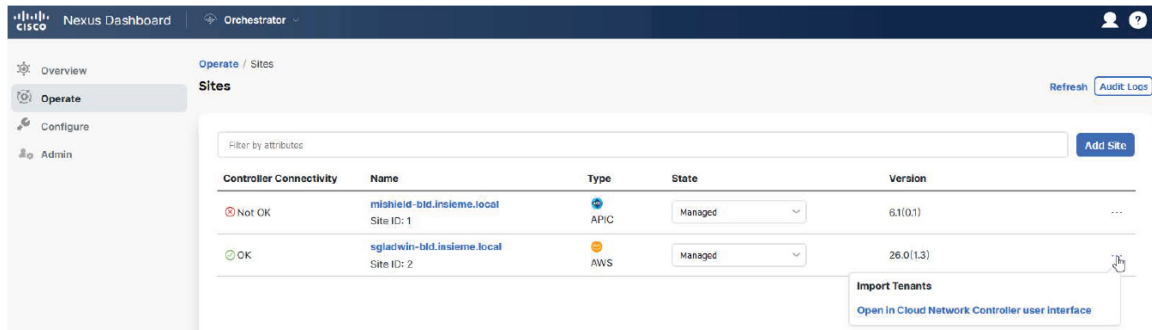 CISCO Nexus Dashboard Orchestrator
Overview
Operate
Configure
Admin
Operate / Sites
Sites
Refresh Audit Logs
Filter by attributes Add Site
Controller Connectivity Name Type State Version
Not OK mishield-bld.insieme.local APIC Managed 6.1(0.1) ...
Site ID: 1
OK sgladwin-bld.insieme.local AWS Managed 26.0(1.3) ...
Site ID: 2
Import Tenants
Open in Cloud Network Controller user interface